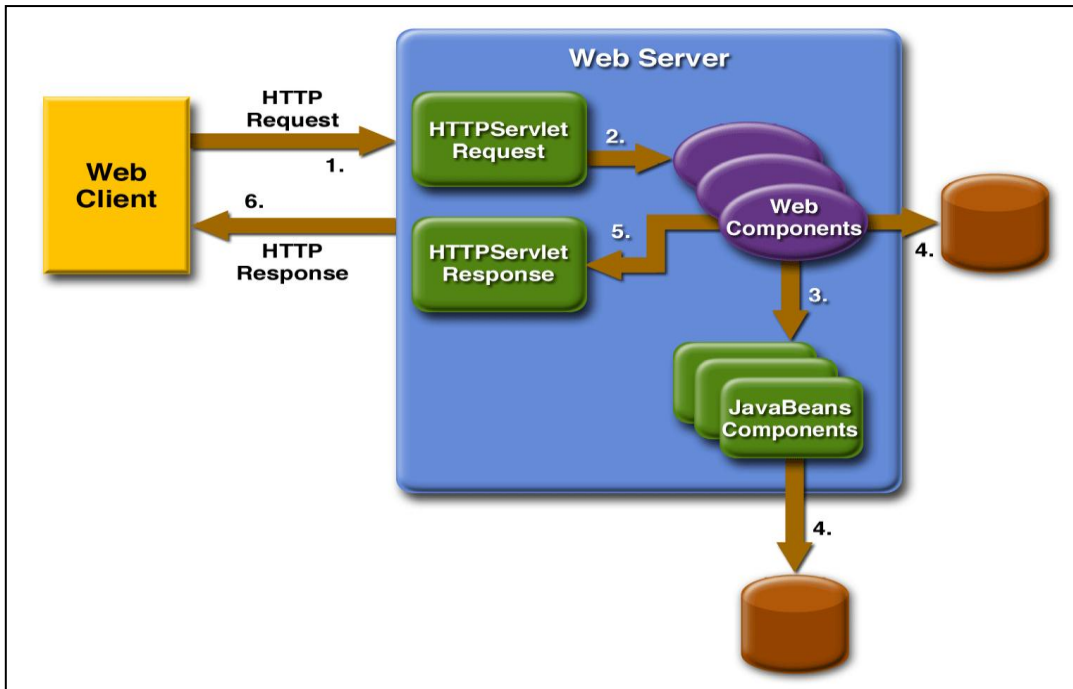 Web Server
HTTP
Request
1.
Web
Client
6.
HTTP
Response
HTTPServlet
Request
2.
HTTPServlet
Response
5.
Web
Components
4.
3.
JavaBeans
Components
4.